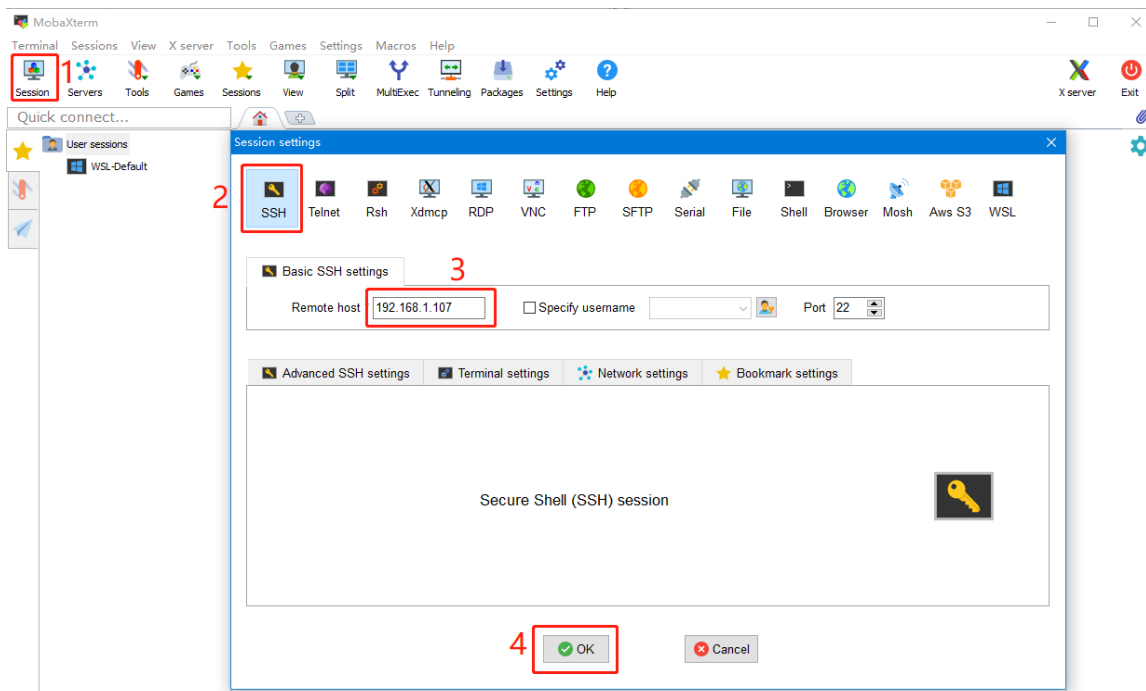 MobaXterm
Terminal Sessions View X server Tools Games Settings Macros Help
1
Session Servers Tools Games Sessions View Split MultiExec Tunneling Packages Settings Help X server Exit
Quick connect...
User sessions
WSL-Default
Session settings
2
SSH Telnet Rsh Xdmcp RDP VNC FTP SFTP Serial File Shell Browser Mosh Aws S3 WSL
Basic SSH settings
3
Remote host 192.168.1.107 Specify username Port 22
Advanced SSH settings Terminal settings Network settings Bookmark settings
Secure Shell (SSH) session
4
OK Cancel